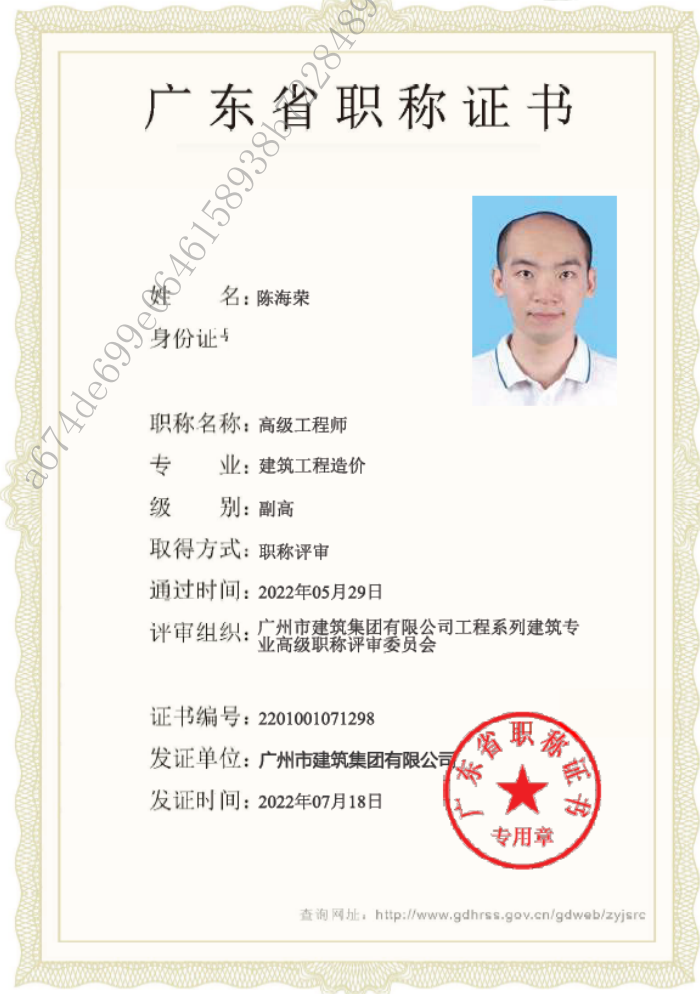 广东省职称证书
姓 名：陈海荣
身份证
职称名称：高级工程师
专 业：建筑工程造价
级 别：副高
取得方式：职称评审
通过时间：2022年05月29日
评审组织：广州市建筑集团有限公司工程系列建筑专
业高级职称评审委员会
证书编号：2201001071298
发证单位：广州市建筑集团有限公司
发证时间：2022年07月18日
广东省职称证书
专用章
查询网址：http://www.gdhrss.gov.cn/gdweb/zyjsrc